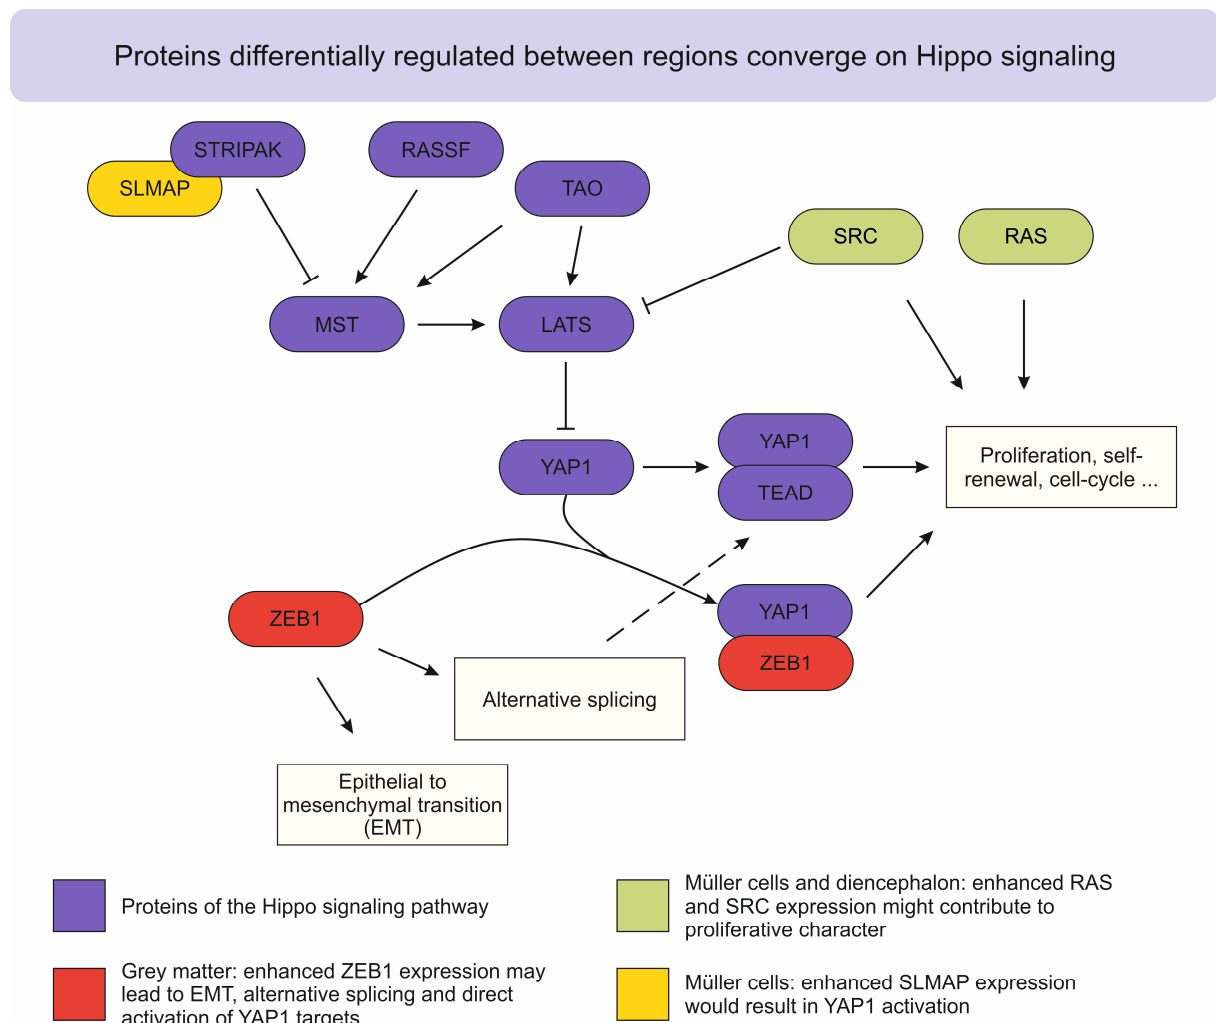 Proteins differentially regulated between regions converge on Hippo signaling
STRIPAK
RASSF
SLMAP
TAO
SRC
RAS
MST
LATS
YAP1
YAP1
TEAD
Proliferation, self-
renewal, cell-cycle ...
ZEB1
YAP1
ZEB1
Alternative splicing
Epithelial to
mesenchymal transition
(EMT)
Proteins of the Hippo signaling pathway
Müller cells and diencephalon: enhanced RAS
and SRC expression might contribute to
proliferative character
Grey matter: enhanced ZEB1 expression may
lead to EMT, alternative splicing and direct
activation of YAP1 targets
Müller cells: enhanced SLMAP expression
would result in YAP1 activation